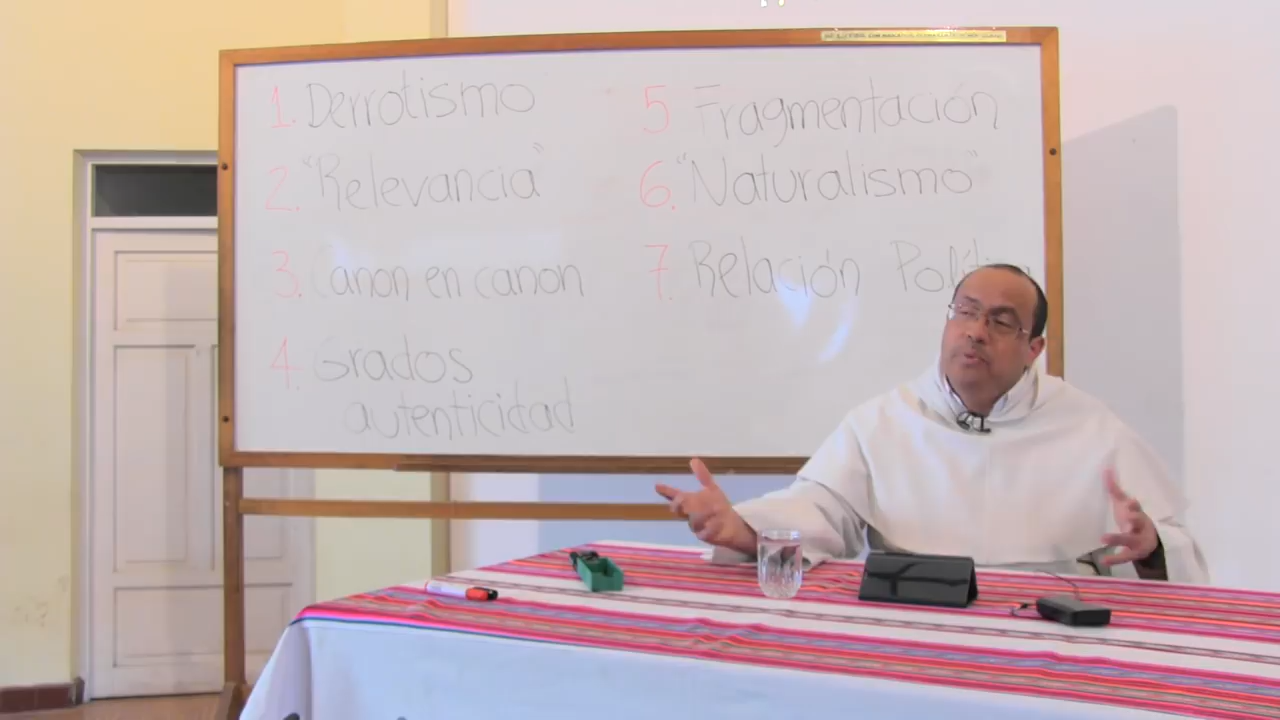 1. Derrotismo
2. "Relevancia"
3. Canon en canon
4. Grados
autenticidad
5 Fragmentación
6. "Naturalismo"
7. Relación